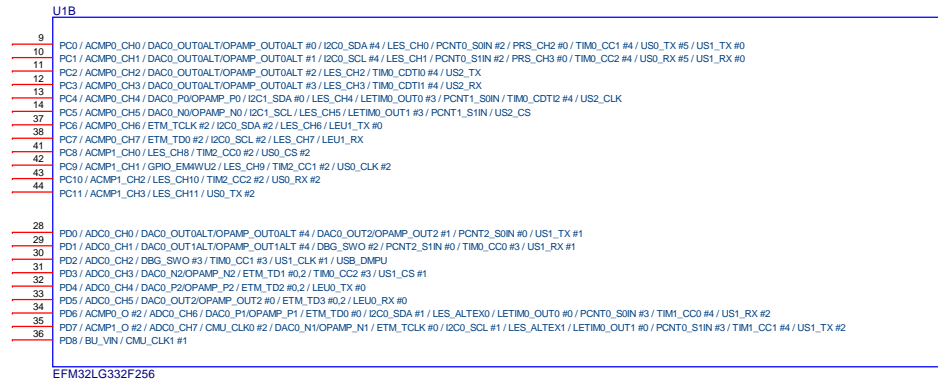 U1B
9 PC0 / ACMP0_CH0 / DAC0_OUT0ALT/OPAMP_OUT0ALT #0 / I2C0_SDA #4 / LES_CH0 / PCNT0_S0IN #2 / PRS_CH2 #0 / TIM0_CC1 #4 / US0_TX #5 / US1_TX #0
10 PC1 / ACMP0_CH1 / DAC0_OUT0ALT/OPAMP_OUT0ALT #1 / I2C0_SCL #4 / LES_CH1 / PCNT0_S1IN #2 / PRS_CH3 #0 / TIM0_CC2 #4 / US0_RX #5 / US1_RX #0
11 PC2 / ACMP0_CH2 / DAC0_OUT0ALT/OPAMP_OUT0ALT #2 / LES_CH2 / TIM0_CDTI0 #4 / US2_TX
12 PC3 / ACMP0_CH3 / DAC0_OUT0ALT/OPAMP_OUT0ALT #3 / LES_CH3 / TIM0_CDTI1 #4 / US2_RX
13 PC4 / ACMP0_CH4 / DAC0_P0/OPAMP_P0 / I2C1_SDA #0 / LES_CH4 / LETIM0_OUT0 #3 / PCNT1_S0IN / TIM0_CDTI2 #4 / US2_CLK
14 PC5 / ACMP0_CH5 / DAC0_N0/OPAMP_N0 / I2C1_SCL / LES_CH5 / LETIM0_OUT1 #3 / PCNT1_S1IN / US2_CS
37 PC6 / ACMP0_CH6 / ETM_TCLK #2 / I2C0_SDA #2 / LES_CH6 / LEU1_TX #0
38 PC7 / ACMP0_CH7 / ETM_TD0 #2 / I2C0_SCL #2 / LES_CH7 / LEU1_RX
41 PC8 / ACMP1_CH0 / LES_CH8 / TIM2_CC0 #2 / US0_CS #2
42 PC9 / ACMP1_CH1 / GPIO_EM4WU2 / LES_CH9 / TIM2_CC1 #2 / US0_CLK #2
43 PC10 / ACMP1_CH2 / LES_CH10 / TIM2_CC2 #2 / US0_RX #2
44 PC11 / ACMP1_CH3 / LES_CH11 / US0_TX #2
28 PD0 / ADC0_CH0 / DAC0_OUT0ALT/OPAMP_OUT0ALT #4 / DAC0_OUT2/OPAMP_OUT2 #1 / PCNT2_S0IN #0 / US1_TX #1
29 PD1 / ADC0_CH1 / DAC0_OUT1ALT/OPAMP_OUT1ALT #4 / DBG_SWO #2 / PCNT2_S1IN #0 / TIM0_CC0 #3 / US1_RX #1
30 PD2 / ADC0_CH2 / DBG_SWO #3 / TIM0_CC1 #3 / US1_CLK #1 / USB_DMPU
31 PD3 / ADC0_CH3 / DAC0_N2/OPAMP_N2 / ETM_TD1 #0,2 / TIM0_CC2 #3 / US1_CS #1
32 PD4 / ADC0_CH4 / DAC0_P2/OPAMP_P2 / ETM_TD2 #0,2 / LEU0_TX #0
33 PD5 / ADC0_CH5 / DAC0_OUT2/OPAMP_OUT2 #0 / ETM_TD3 #0,2 / LEU0_RX #0
34 PD6 / ACMP0_O #2 / ADC0_CH6 / DAC0_P1/OPAMP_P1 / ETM_TD0 #0 / I2C0_SDA #1 / LES_ALTEX0 / LETIM0_OUT0 #0 / PCNT0_S0IN #3 / TIM1_CC0 #4 / US1_RX #2
35 PD7 / ACMP1_O #2 / ADC0_CH7 / CMU_CLK0 #2 / DAC0_N1/OPAMP_N1 / ETM_TCLK #0 / I2C0_SCL #1 / LES_ALTEX1 / LETIM0_OUT1 #0 / PCNT0_S1IN #3 / TIM1_CC1 #4 / US1_TX #2
36 PD8 / BU_VIN / CMU_CLK1 #1
EFM32LG332F256